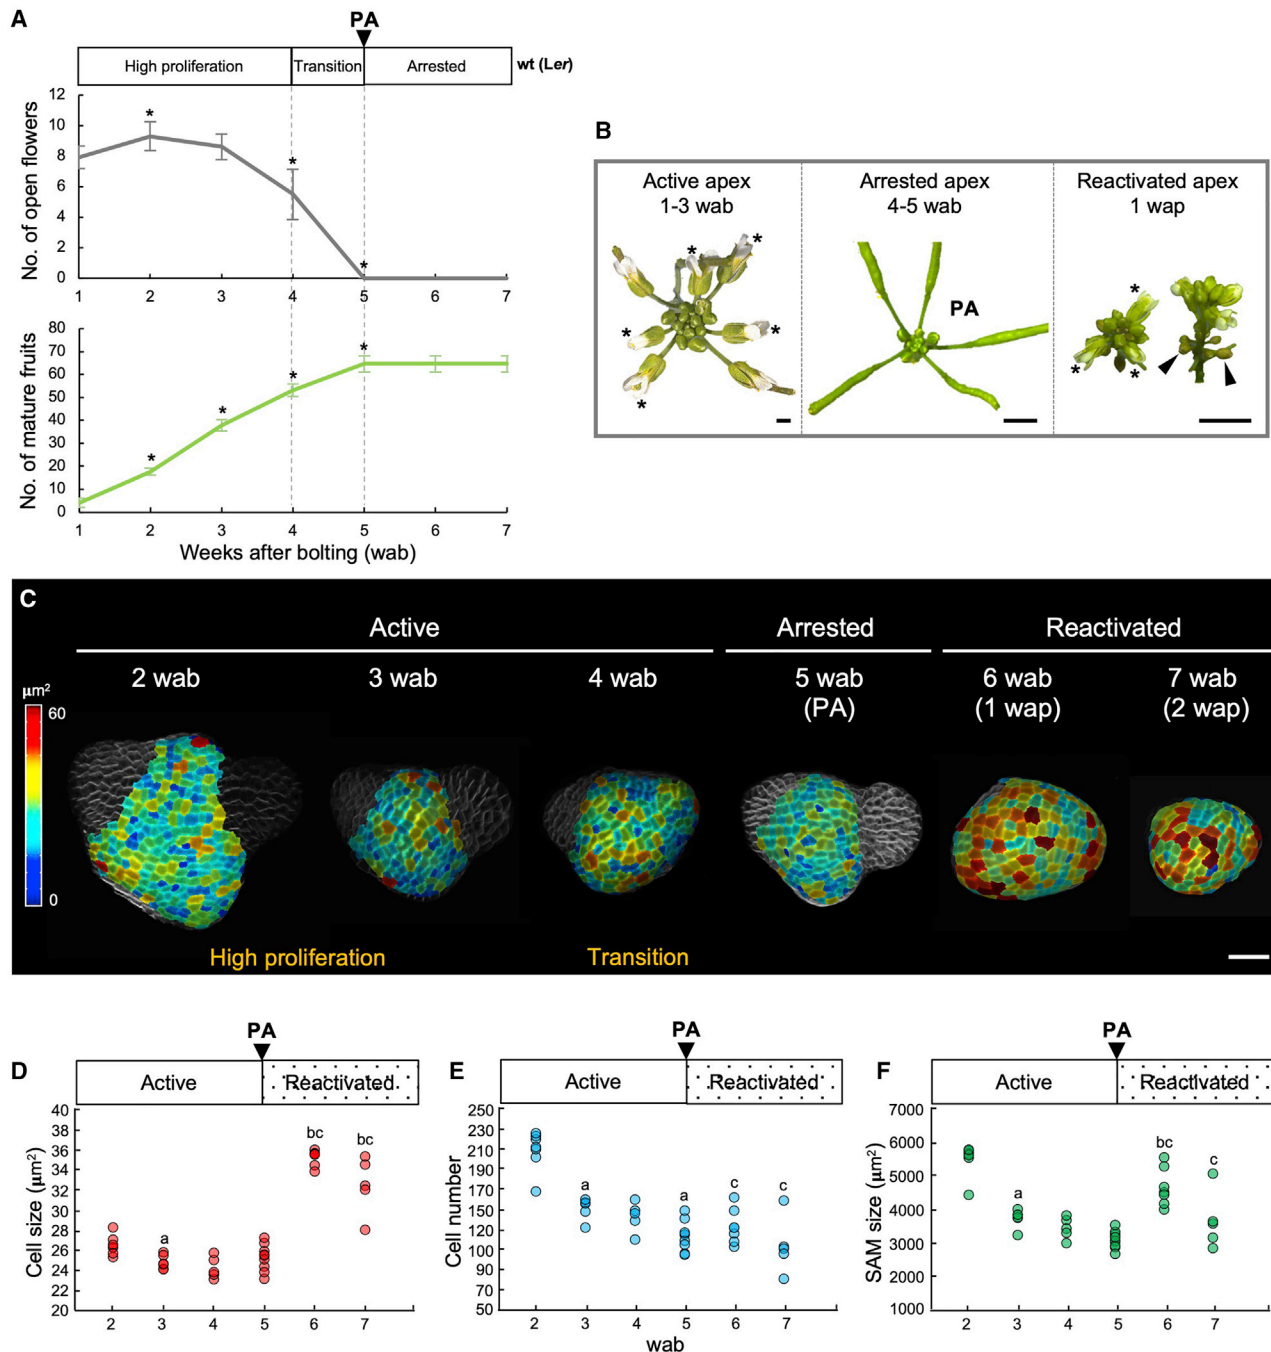 A
PA
High proliferation
Transition
Arrested
wt (Ler)
No. of open flowers
12
10
8
6
4
2
0
* * * *
1 2 3 4 5 6 7
No. of mature fruits
80
70
60
50
40
30
20
10
0
* * * *
1 2 3 4 5 6 7
Weeks after bolting (wab)
B
Active apex
1-3 wab
* * * * * *
Arrested apex
4-5 wab
PA
Reactivated apex
1 wap
* * *
C
Active
Arrested
Reactivated
2 wab
3 wab
4 wab
5 wab
(PA)
6 wab
(1 wap)
7 wab
(2 wap)
μm²
60
0
High proliferation
Transition
D
PA
Active
Reactivated
Cell size (μm²)
40
38
36
34
32
30
28
26
24
22
20
a
bc
bc
2 3 4 5 6 7
E
PA
Active
Reactivated
Cell number
250
230
210
190
170
150
120
100
90
70
50
a
a
c
c
2 3 4 5 6 7
wab
F
PA
Active
Reactivated
SAM size (μm²)
7000
6000
5000
4000
3000
2000
1000
a
bc
c
2 3 4 5 6 7